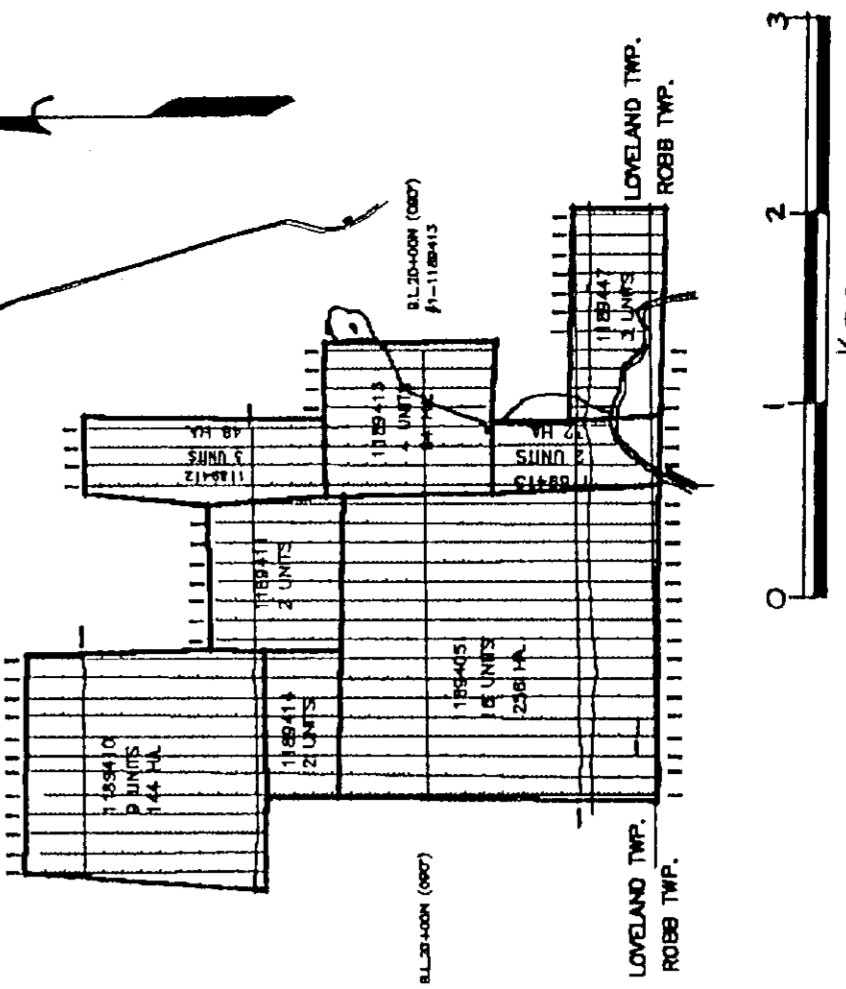 LOVELAND TWP.
ROBB TWP.
B.L.20+00N (090°)
1189413
4 UNITS
1189447
3 UNITS
1189412
3 UNITS
48 HA.
2 UNITS
32 HA
1189411
2 UNITS
1189405
16 UNITS
256 HA.
1189414
2 UNITS
1189410
9 UNITS
144 HA.
B.L.20+00N (090°)
LOVELAND TWP.
ROBB TWP.
0
1
2
3